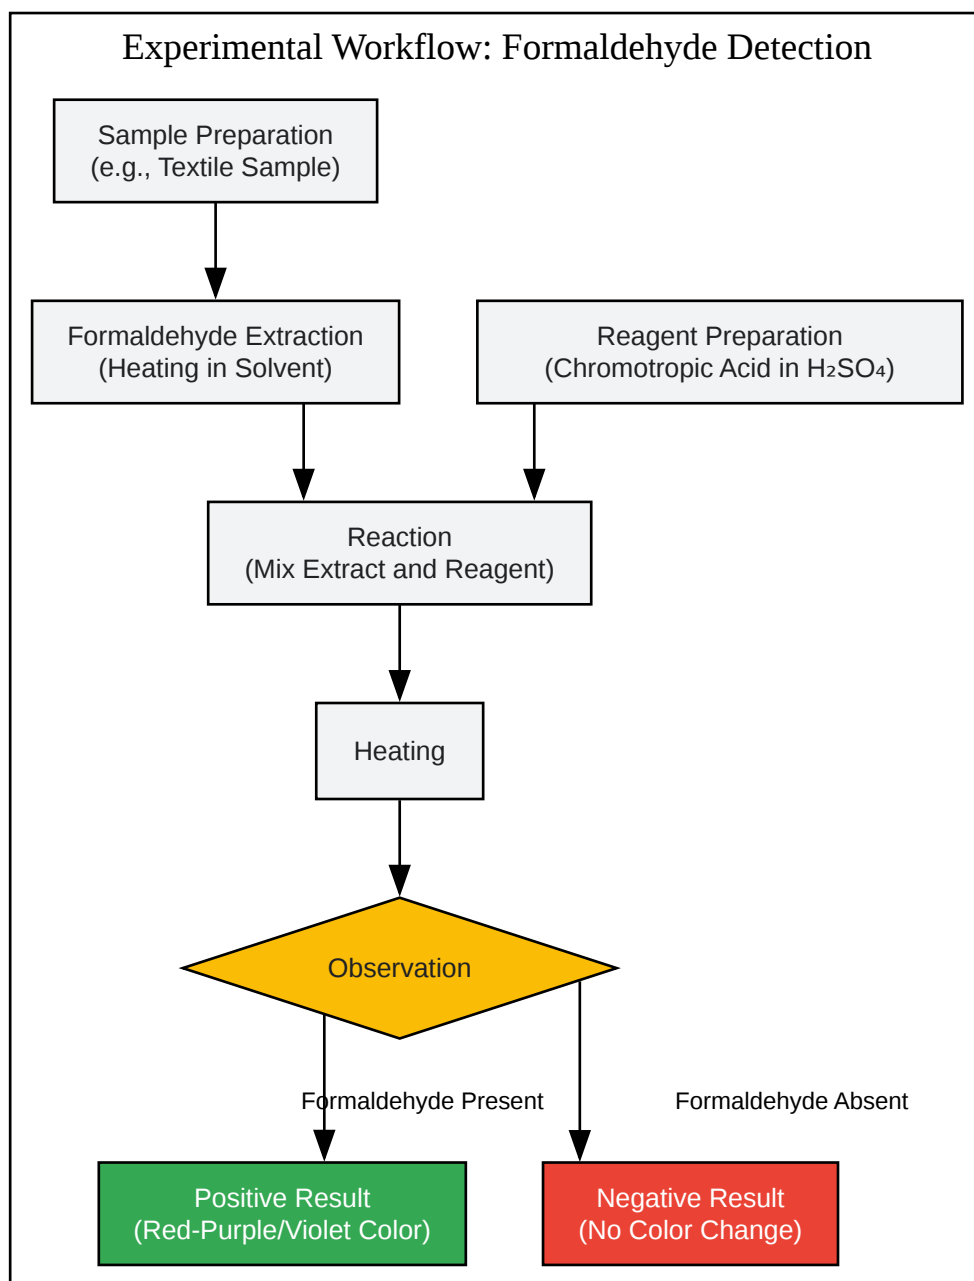 Experimental Workflow: Formaldehyde Detection
Sample Preparation
(e.g., Textile Sample)
Formaldehyde Extraction
(Heating in Solvent)
Reagent Preparation
(Chromotropic Acid in H₂SO₄)
Reaction
(Mix Extract and Reagent)
Heating
Observation
Formaldehyde Present
Formaldehyde Absent
Positive Result
(Red-Purple/Violet Color)
Negative Result
(No Color Change)